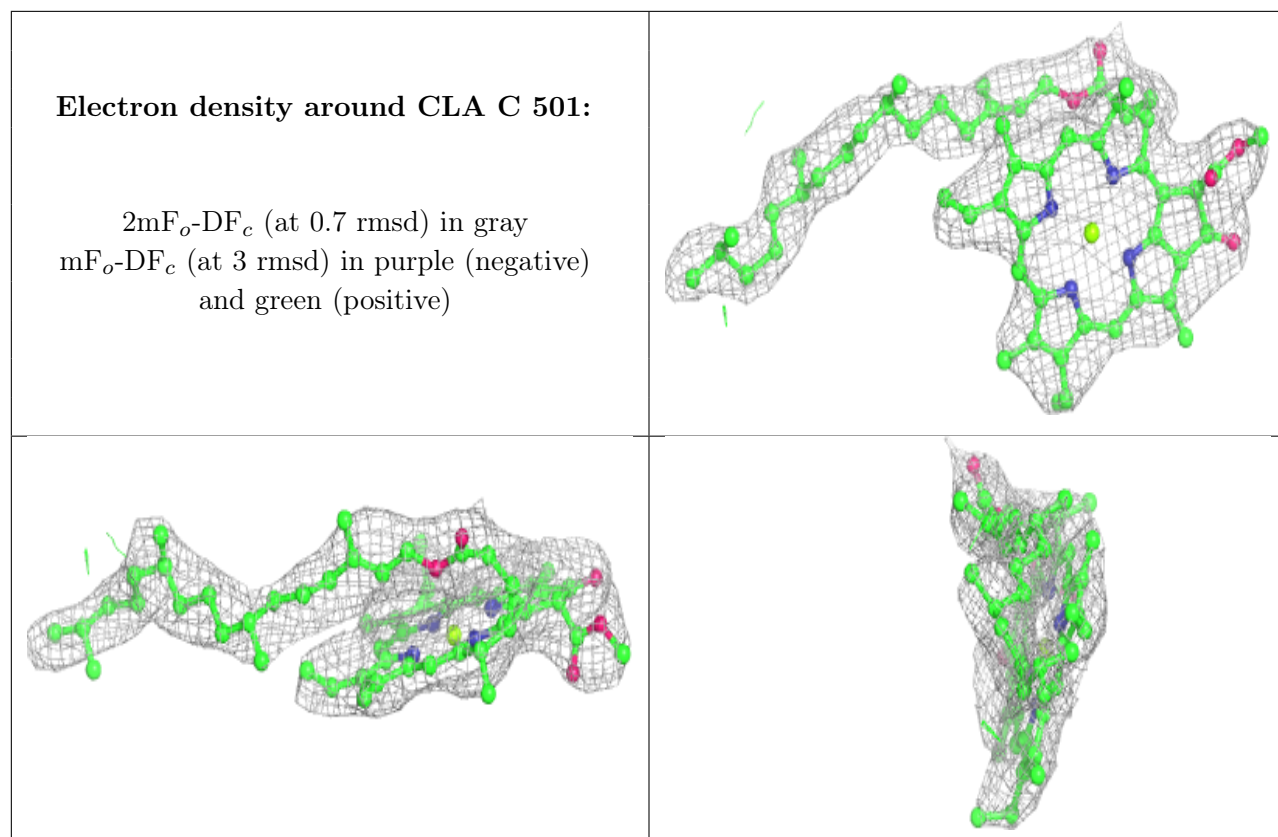 Electron density around CLA C 501:
2mFo-DFc (at 0.7 rmsd) in gray
mFo-DFc (at 3 rmsd) in purple (negative)
and green (positive)